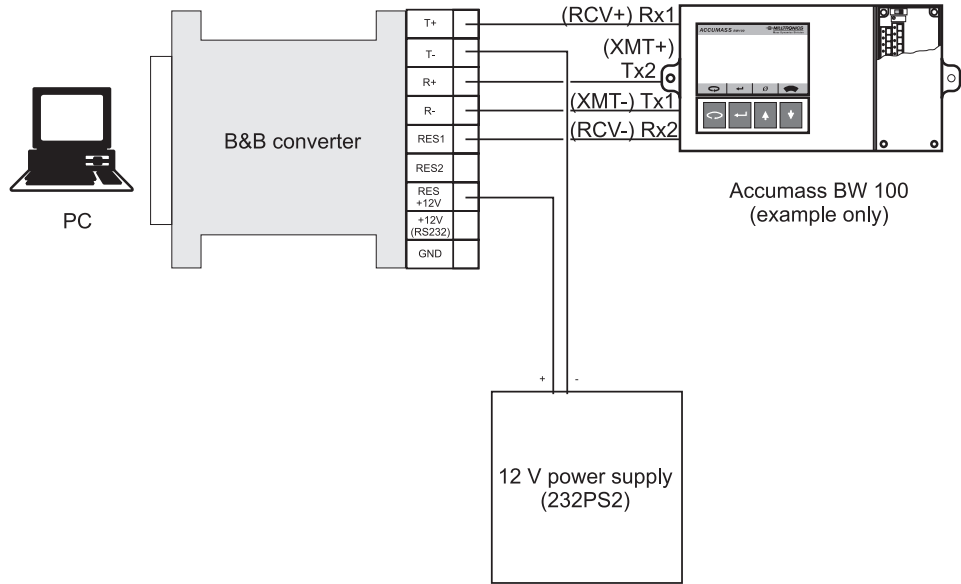 T+
(RCV+) Rx1
T-
(XMT+)
Tx2
R+
R-
(XMT-) Tx1
RES1
(RCV-) Rx2
RES2
RES
+12V
+12V
(RS232)
GND
B&B converter
PC
ACCUMASS
MILLTRONICS
Accumass BW 100
(example only)
+
-
12 V power supply
(232PS2)